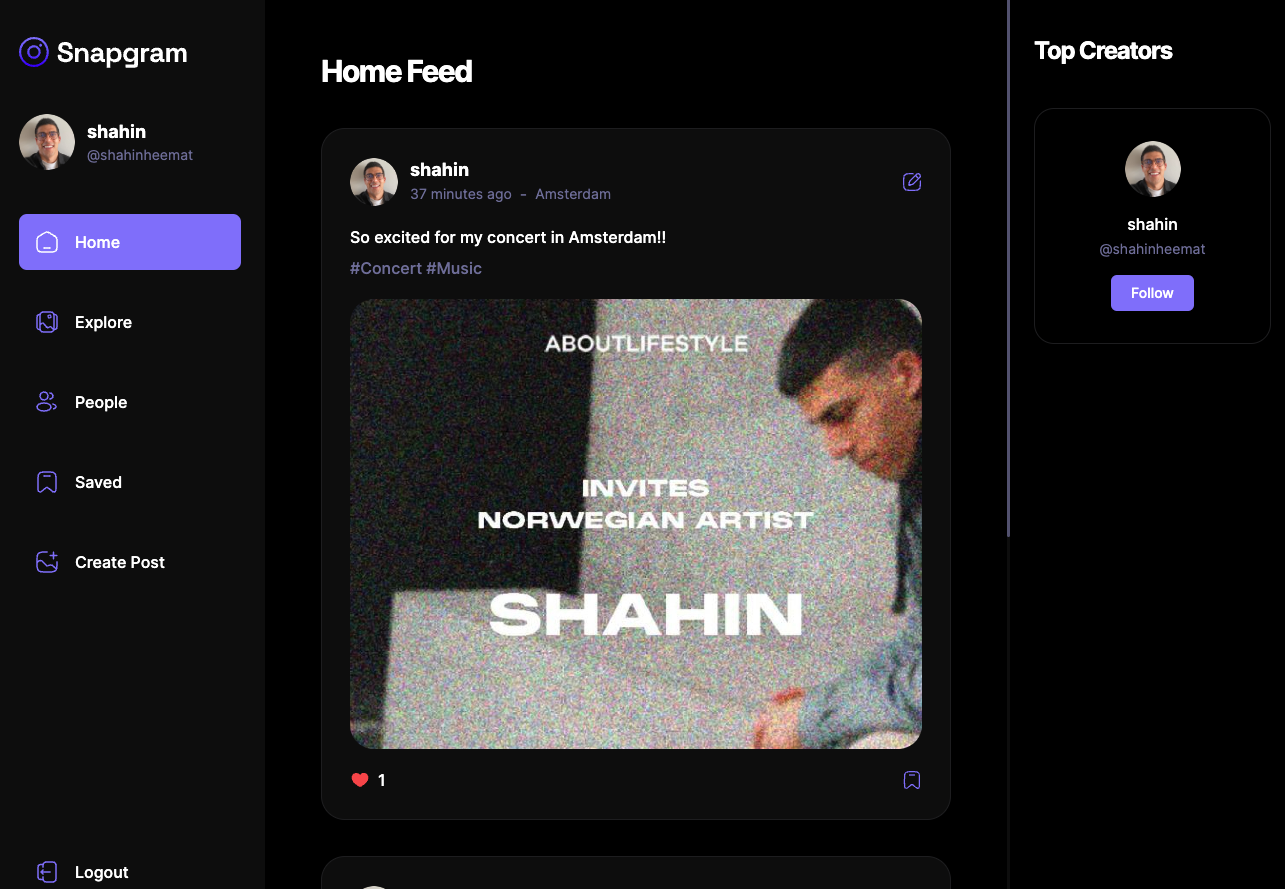 Snapgram
shahin
@shahinheemat
Home
Explore
People
Saved
Create Post
Logout
Home Feed
shahin
37 minutes ago - Amsterdam
So excited for my concert in Amsterdam!!
#Concert #Music
ABOUTLIFESTYLE
INVITES
NORWEGIAN ARTIST
SHAHIN
1
Top Creators
shahin
@shahinheemat
Follow